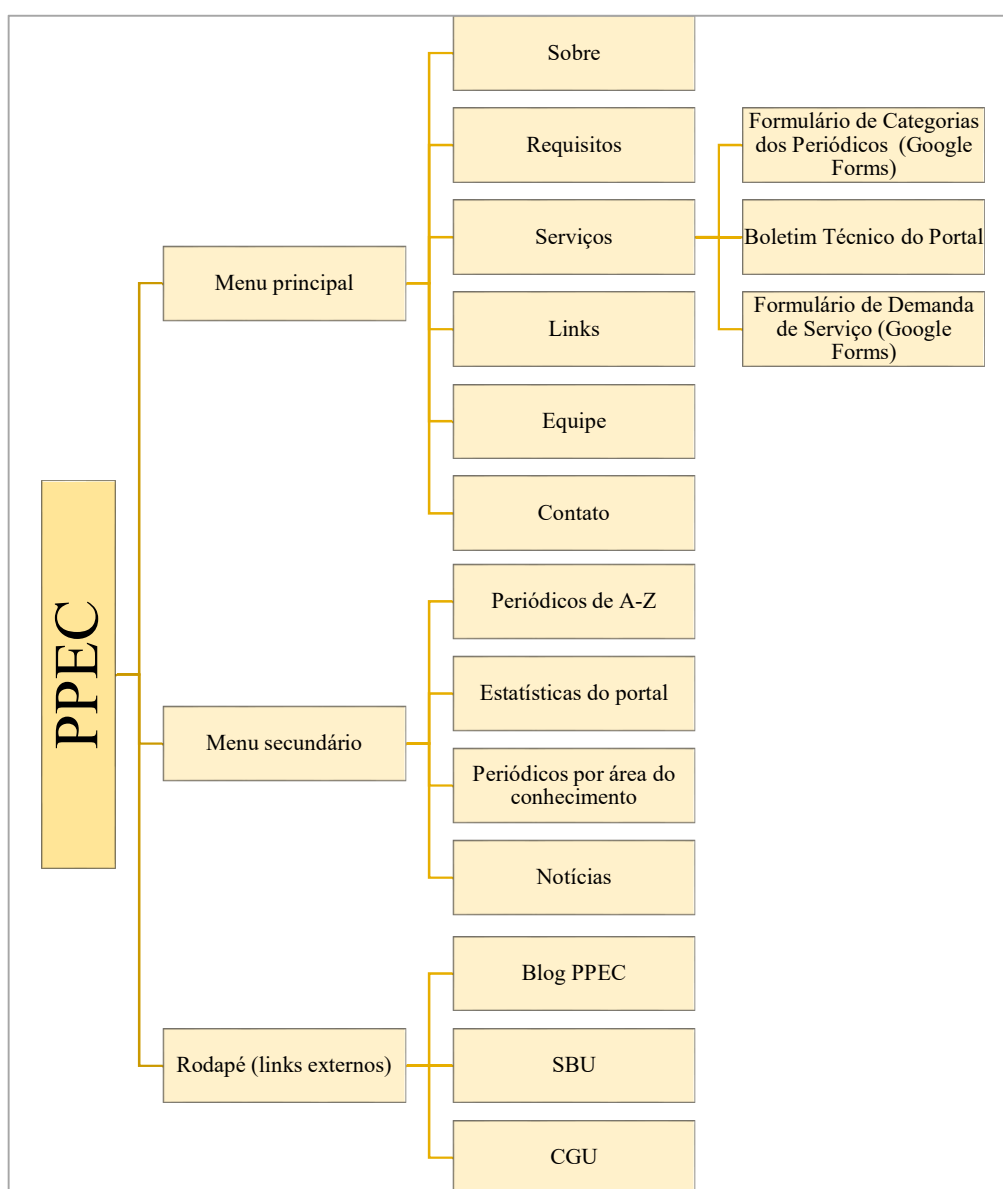 PPEC
Menu principal
Sobre
Requisitos
Serviços
Formulário de Categorias
dos Periódicos (Google
Forms)
Boletim Técnico do Portal
Formulário de Demanda
de Serviço (Google
Forms)
Links
Equipe
Contato
Menu secundário
Periódicos de A-Z
Estatísticas do portal
Periódicos por área do
conhecimento
Notícias
Rodapé (links externos)
Blog PPEC
SBU
CGU